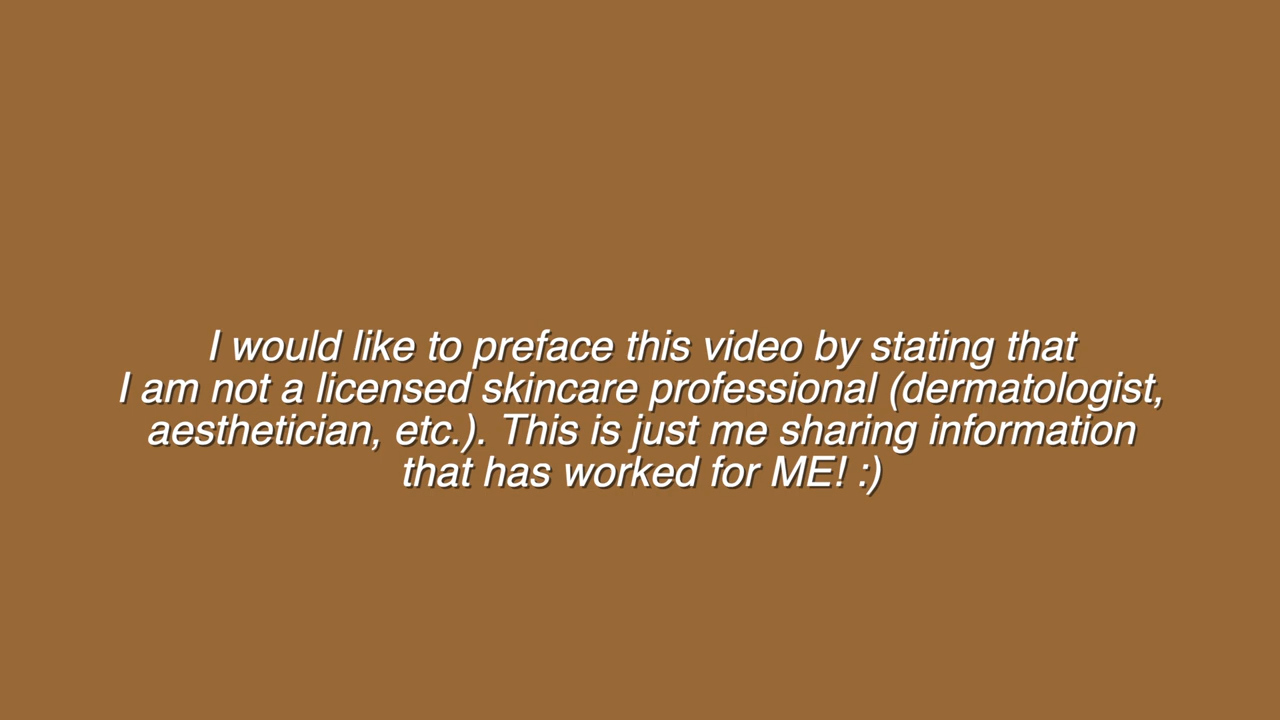 I would like to preface this video by stating that
I am not a licensed skincare professional (dermatologist,
aesthetician, etc.). This is just me sharing information
that has worked for ME! :)